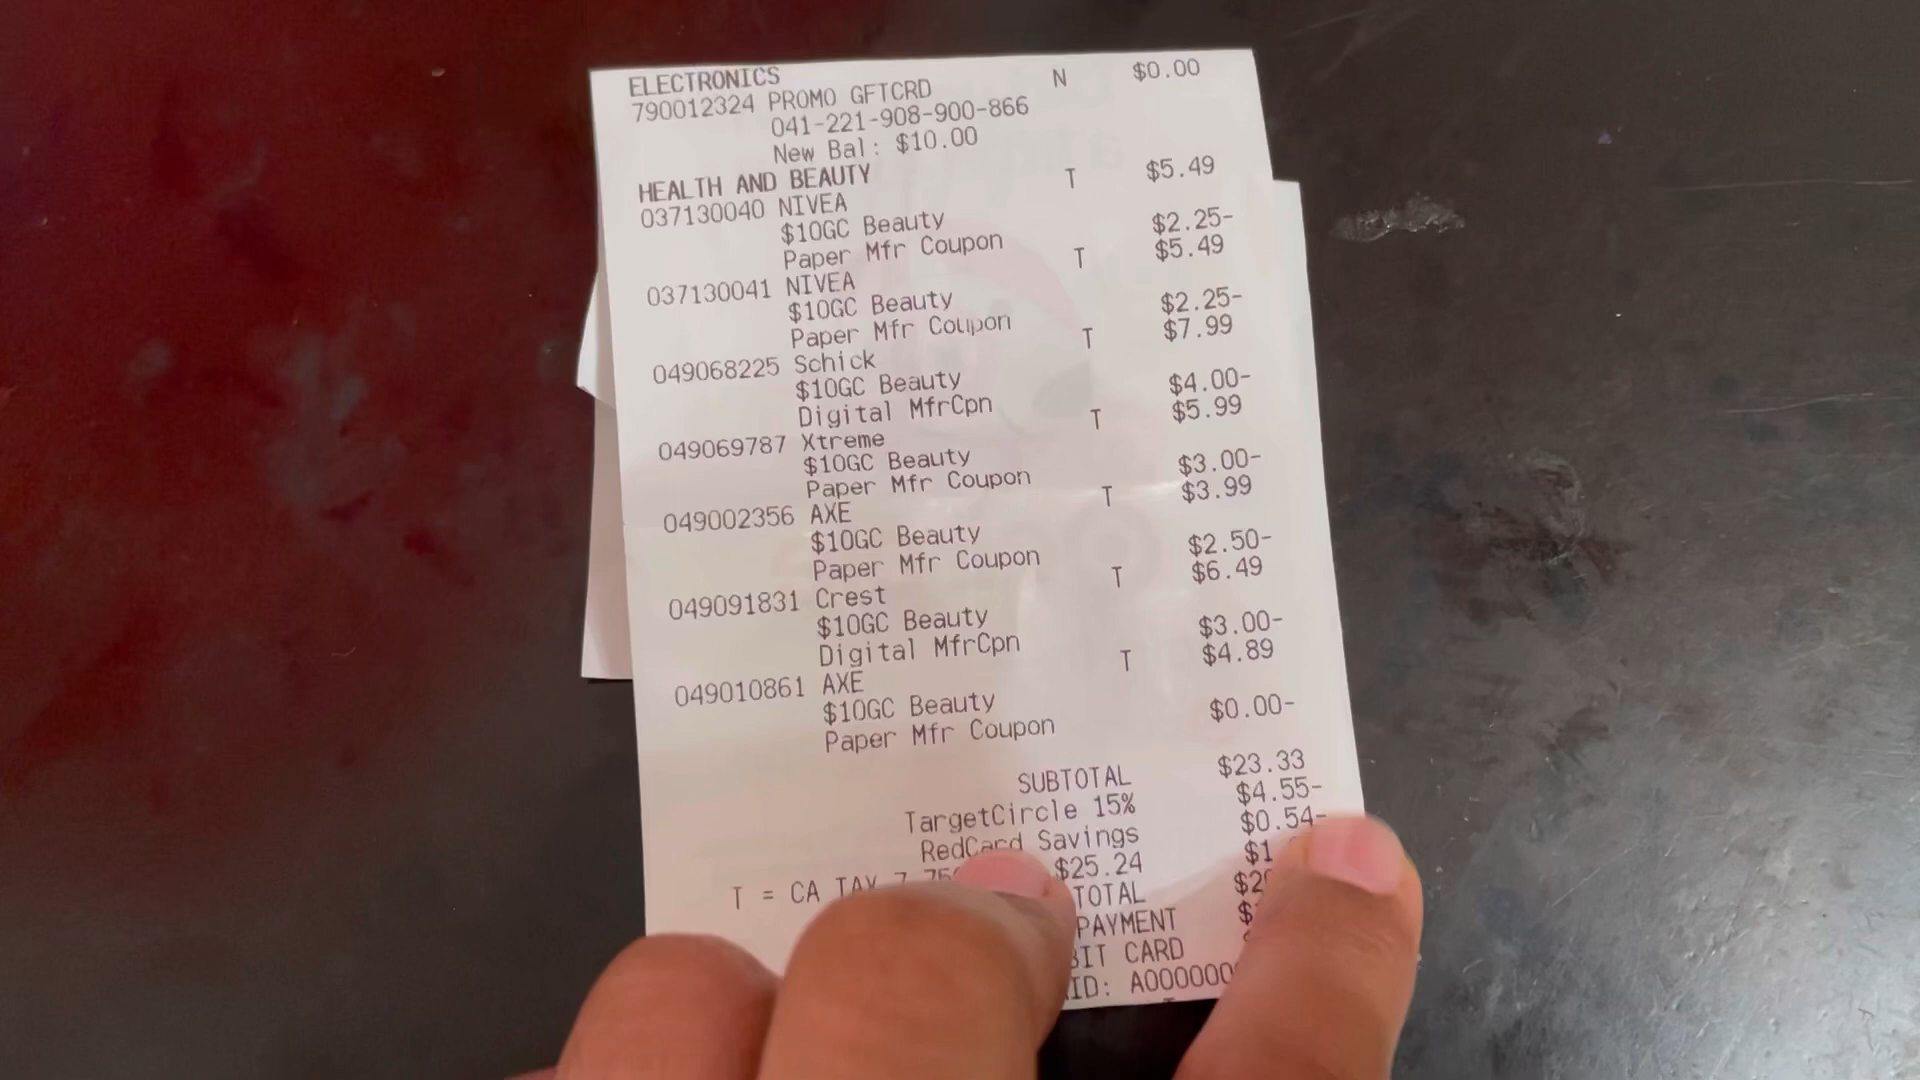 ELECTRONICS
790012324 PROMO GFTCRD N $0.00
041-221-908-900-866
New Bal: $10.00
HEALTH AND BEAUTY
037130040 NIVEA T $5.49
$10GC Beauty
Paper Mfr Coupon $2.25-
037130041 NIVEA T $5.49
$10GC Beauty
Paper Mfr Coupon $2.25-
049068225 Schick T $7.99
$10GC Beauty
Digital MfrCpn $4.00-
049069787 Xtreme T $5.99
$10GC Beauty
Paper Mfr Coupon $3.00-
049002356 AXE T $3.99
$10GC Beauty
Paper Mfr Coupon $2.50-
049091831 Crest T $6.49
$10GC Beauty
Digital MfrCpn $3.00-
049010861 AXE T $4.89
$10GC Beauty
Paper Mfr Coupon $0.00-
SUBTOTAL $23.33
TargetCircle 15% $4.55-
RedCard Savings $0.54-
T = CA TAX $25.24
TOTAL
PAYMENT
CARD